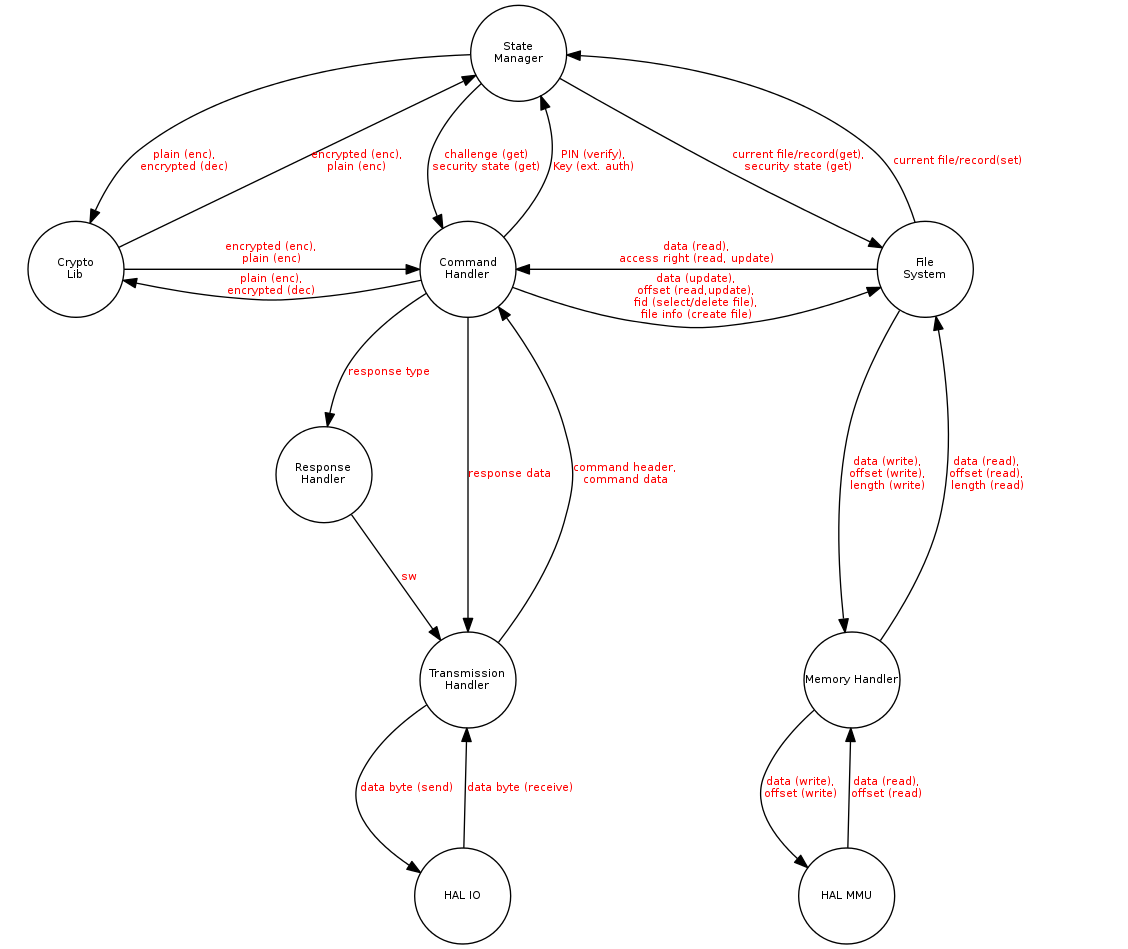 State
Manager
plain (enc),
encrypted (dec)
encrypted (enc),
plain (enc)
challenge (get)
security state (get)
PIN (verify),
Key (ext. auth)
current file/record(get),
security state (get)
current file/record(set)
Crypto
Lib
encrypted (enc),
plain (enc)
plain (enc),
encrypted (dec)
Command
Handler
data (read),
access right (read, update)
data (update),
offset (read,update),
fid (select/delete file),
file info (create file)
File
System
response type
Response
Handler
response data
command header,
command data
data (write),
offset (write),
length (write)
data (read),
offset (read),
length (read)
sw
Transmission
Handler
Memory Handler
data byte (send)
data byte (receive)
data (write),
offset (write)
data (read),
offset (read)
HAL IO
HAL MMU